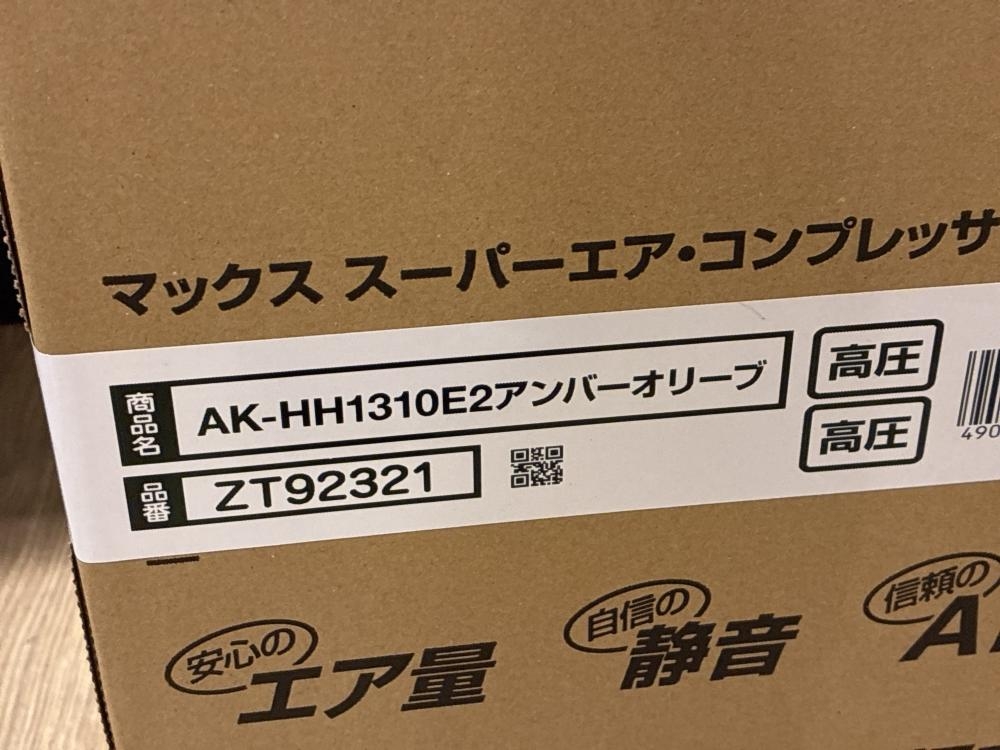 マックス スーパーエア・コンプレッサ
商品名 AK-HH1310E2アンバーオリーブ
高圧
高圧
品番 ZT92321
490
安心の
エア量
自信の
静音
信頼の
A